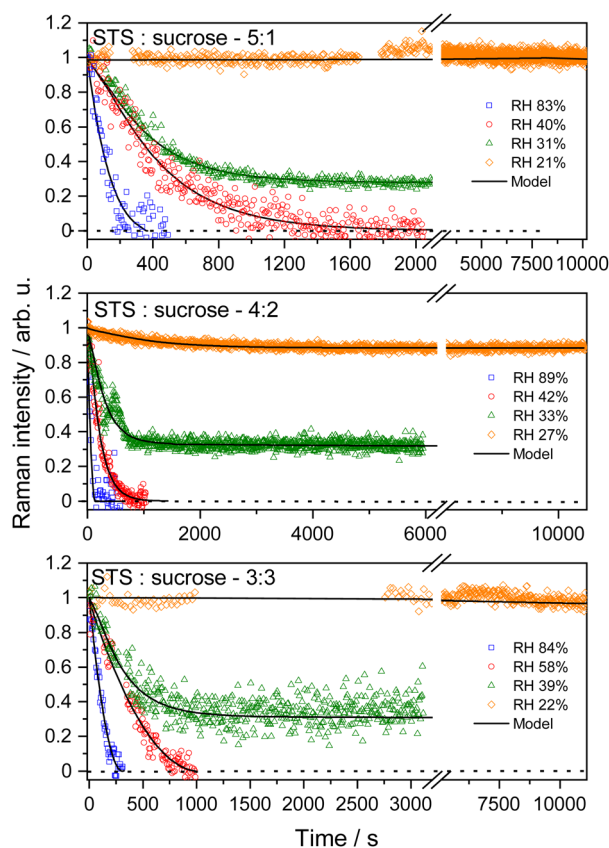 STS : sucrose - 5:1
1.2
1
0.8
0.6
0.4
0.2
0
RH 83%
RH 40%
RH 31%
RH 21%
Model
0 400 800 1200 1600 2000 5000 7500 10000
STS : sucrose - 4:2
1.2
1
0.8
0.6
0.4
0.2
0
RH 89%
RH 42%
RH 33%
RH 27%
Model
0 2000 4000 6000 10000
STS : sucrose - 3:3
1.2
1
0.8
0.6
0.4
0.2
0
RH 84%
RH 58%
RH 39%
RH 22%
Model
0 500 1000 1500 2000 2500 3000 7500 10000
Raman intensity / arb. u.
Time / s